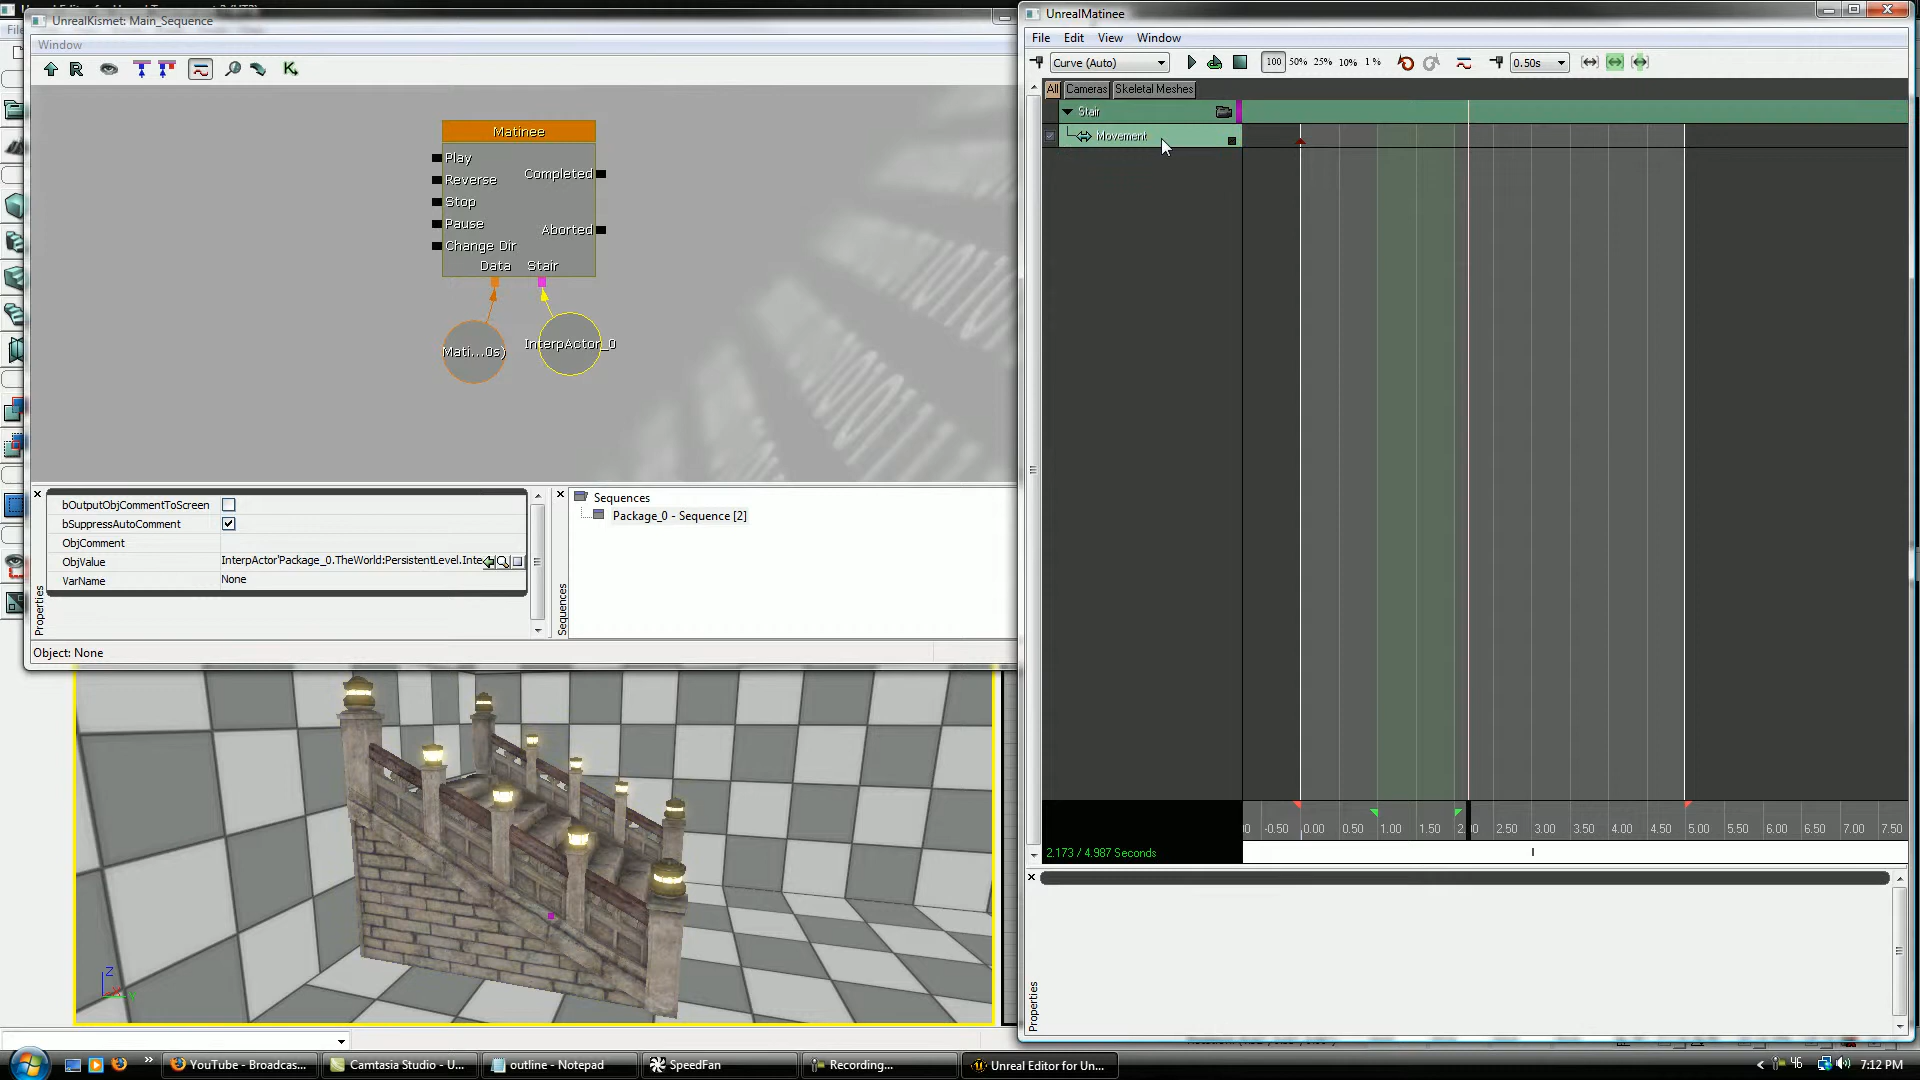 UnrealKismet: Main_Sequence
Window
Matinee
Play
Reverse
Stop
Pause
Change Dir
Completed
Aborted
Data
Stair
Mati...0s)
InterpActor_0
bOutputObjCommentToScreen
bSuppressAutoComment
ObjComment
ObjValue
InterpActor'Package_0.TheWorld:PersistentLevel.Inte
VarName
None
Properties
Sequences
Package_0 - Sequence [2]
Sequences
Object: None
UnrealMatinee
File
Edit
View
Window
Curve (Auto)
100
50%
25%
10%
1 %
0.50s
All
Cameras
Skeletal Meshes
Stair
Movement
-0.50
0.00
0.50
1.00
1.50
2.50
3.00
3.50
4.00
4.50
5.00
5.50
6.00
6.50
7.00
7.50
2.173 / 4.987 Seconds
Properties
Z
YouTube - Broadcas...
Camtasia Studio - U...
outline - Notepad
SpeedFan
Recording...
Unreal Editor for Un...
46
7:12 PM